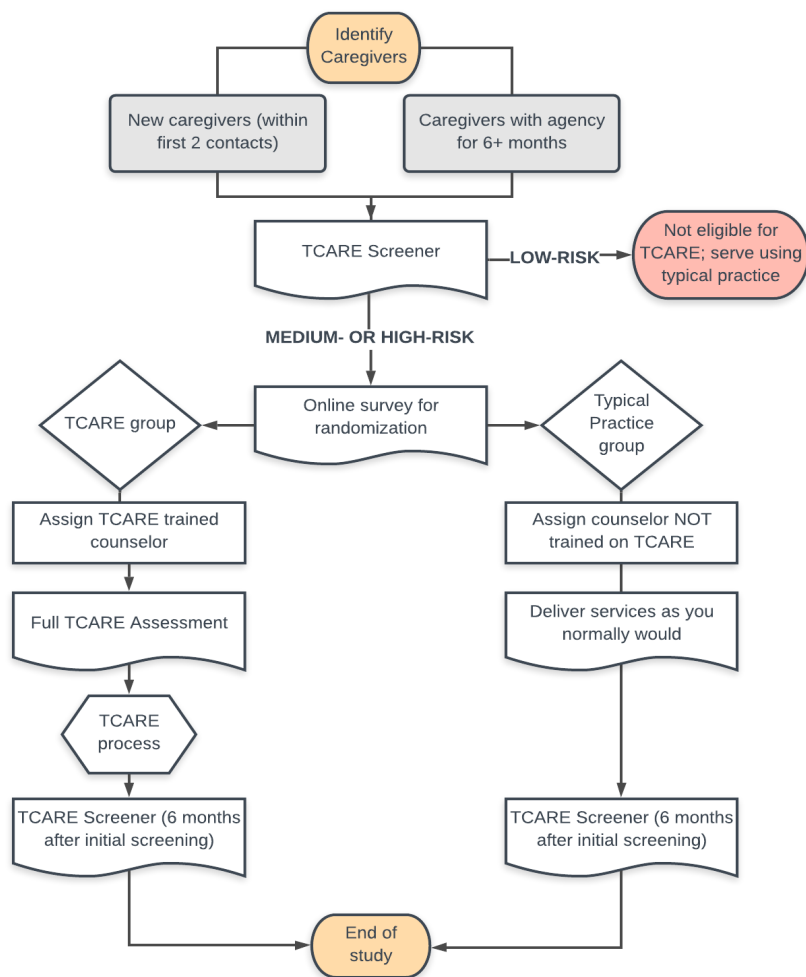 Identify
Caregivers
New caregivers (within
first 2 contacts)
Caregivers with agency
for 6+ months
TCARE Screener
LOW-RISK
Not eligible for
TCARE; serve using
typical practice
MEDIUM- OR HIGH-RISK
TCARE group
Online survey for
randomization
Typical
Practice
group
Assign TCARE trained
counselor
Assign counselor NOT
trained on TCARE
Full TCARE Assessment
Deliver services as you
normally would
TCARE
process
TCARE Screener (6 months
after initial screening)
TCARE Screener (6 months
after initial screening)
End of
study